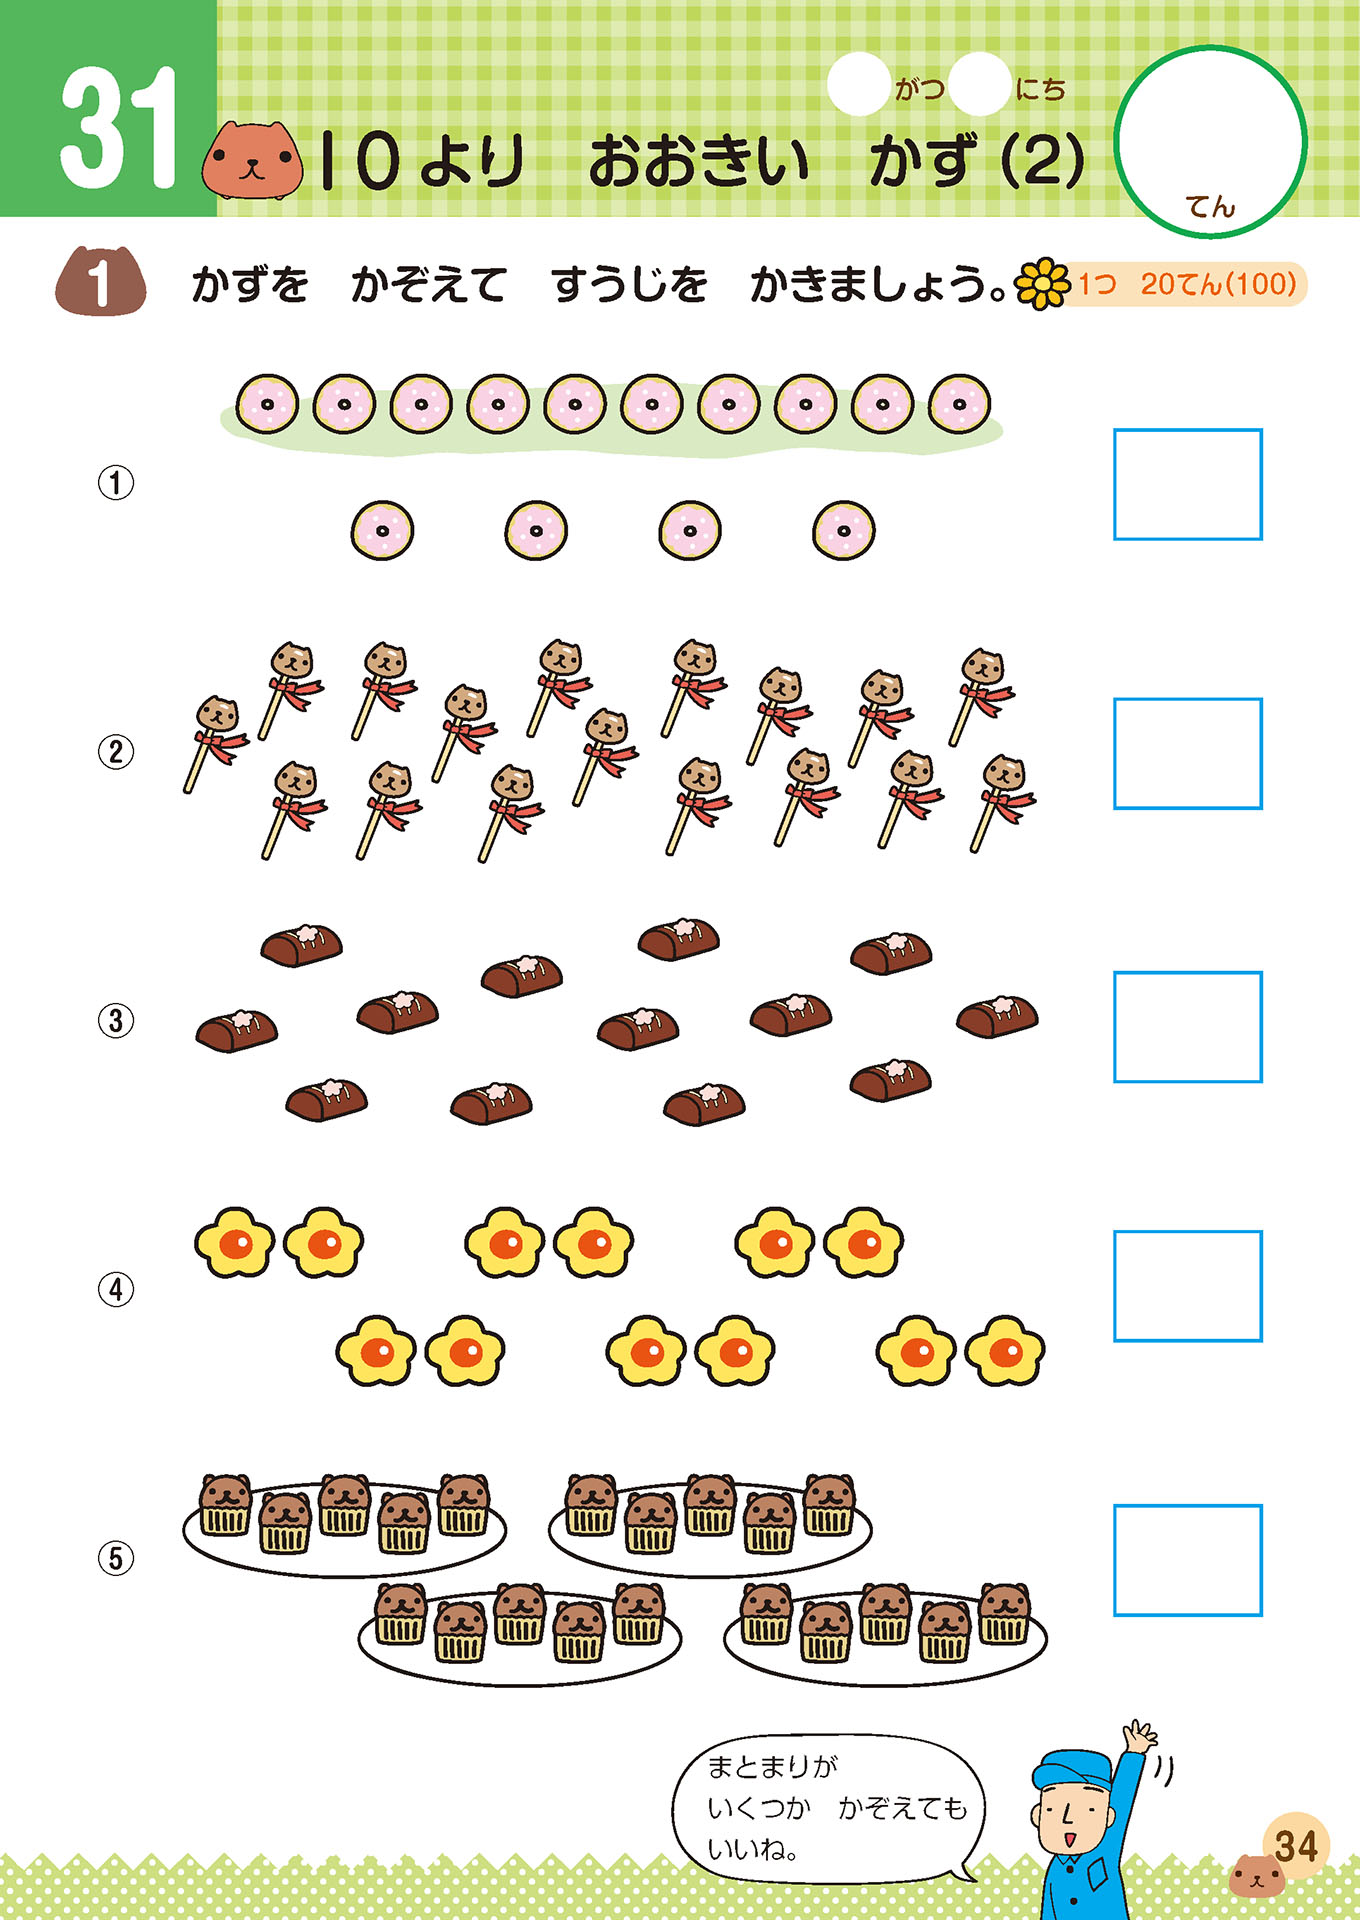 31
がつ にち
10より おおきい かず(2)
てん
1 かずを かぞえて すうじを かきましょう。 1つ 20てん(100)
①
②
③
④
⑤
まとまりが
いくつか かぞえても
いいね。
34